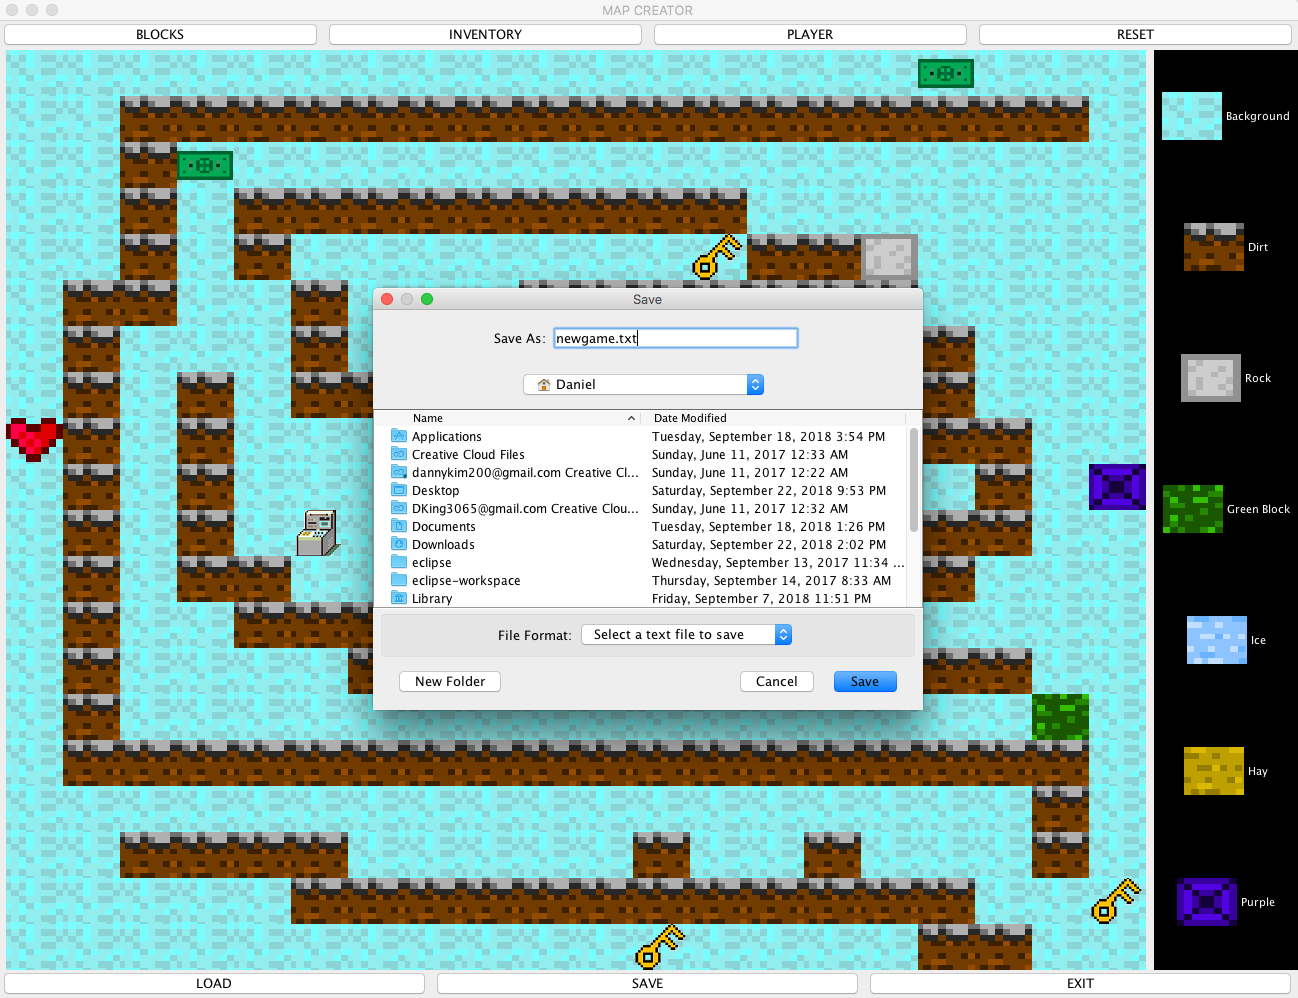 MAP CREATOR
BLOCKS INVENTORY PLAYER RESET
Background
Dirt
Rock
Green Block
Ice
Hay
Purple
Save
Save As: newgame.txt
Daniel
Name Date Modified
Applications Tuesday, September 18, 2018 3:54 PM
Creative Cloud Files Sunday, June 11, 2017 12:33 AM
dannykim200@gmail.com Creative Cl... Sunday, June 11, 2017 12:22 AM
Desktop Saturday, September 22, 2018 9:53 PM
DKing3065@gmail.com Creative Clou... Sunday, June 11, 2017 12:32 AM
Documents Tuesday, September 18, 2018 1:26 PM
Downloads Saturday, September 22, 2018 2:02 PM
eclipse Wednesday, September 13, 2017 11:34 ...
eclipse-workspace Thursday, September 14, 2017 8:33 AM
Library Friday, September 7, 2018 11:51 PM
File Format: Select a text file to save
New Folder Cancel Save
LOAD SAVE EXIT